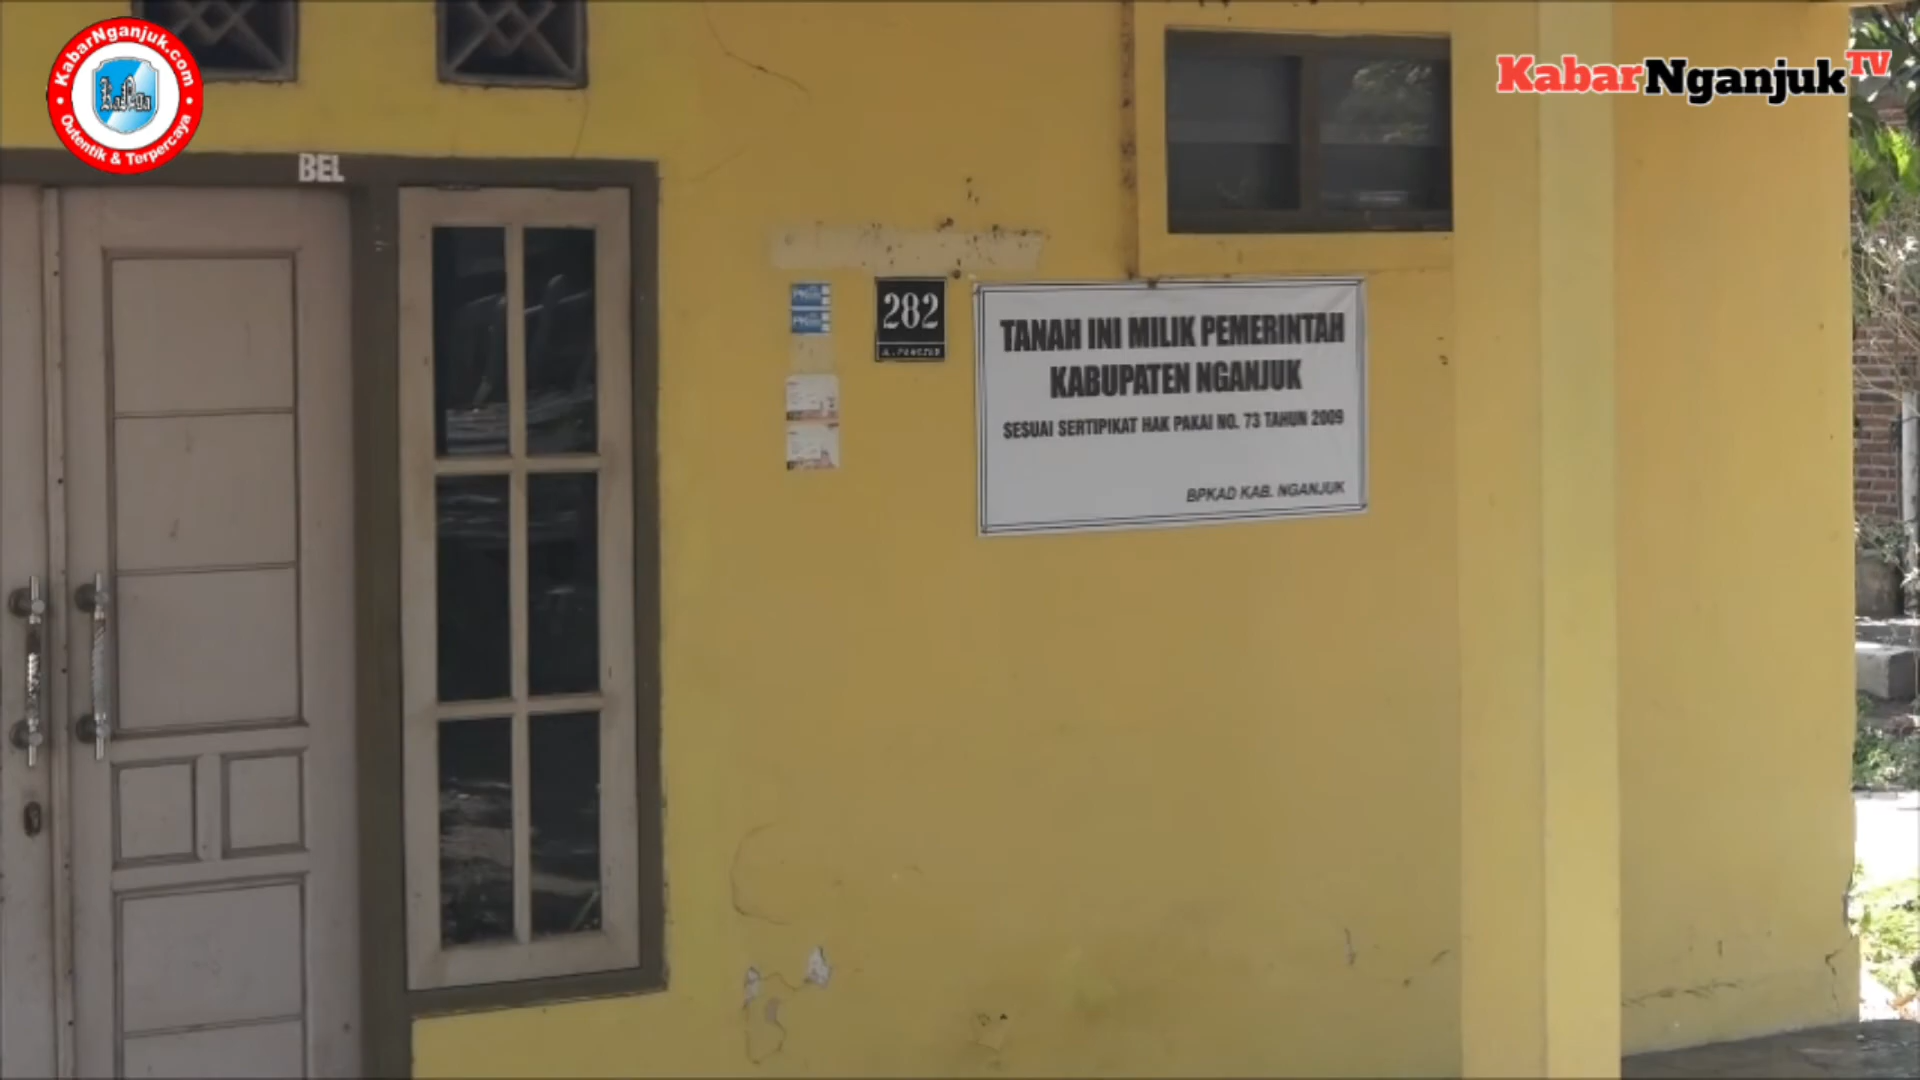 KabarNganjuk.com
Outentik & Terpercaya
KabarNganjukTV
BEL
282
TANAH INI MILIK PEMERINTAH
KABUPATEN NGANJUK
SESUAI SERTIPIKAT HAK PAKAI NO. 73 TAHUN 2009
BPKAD KAB. NGANJUK